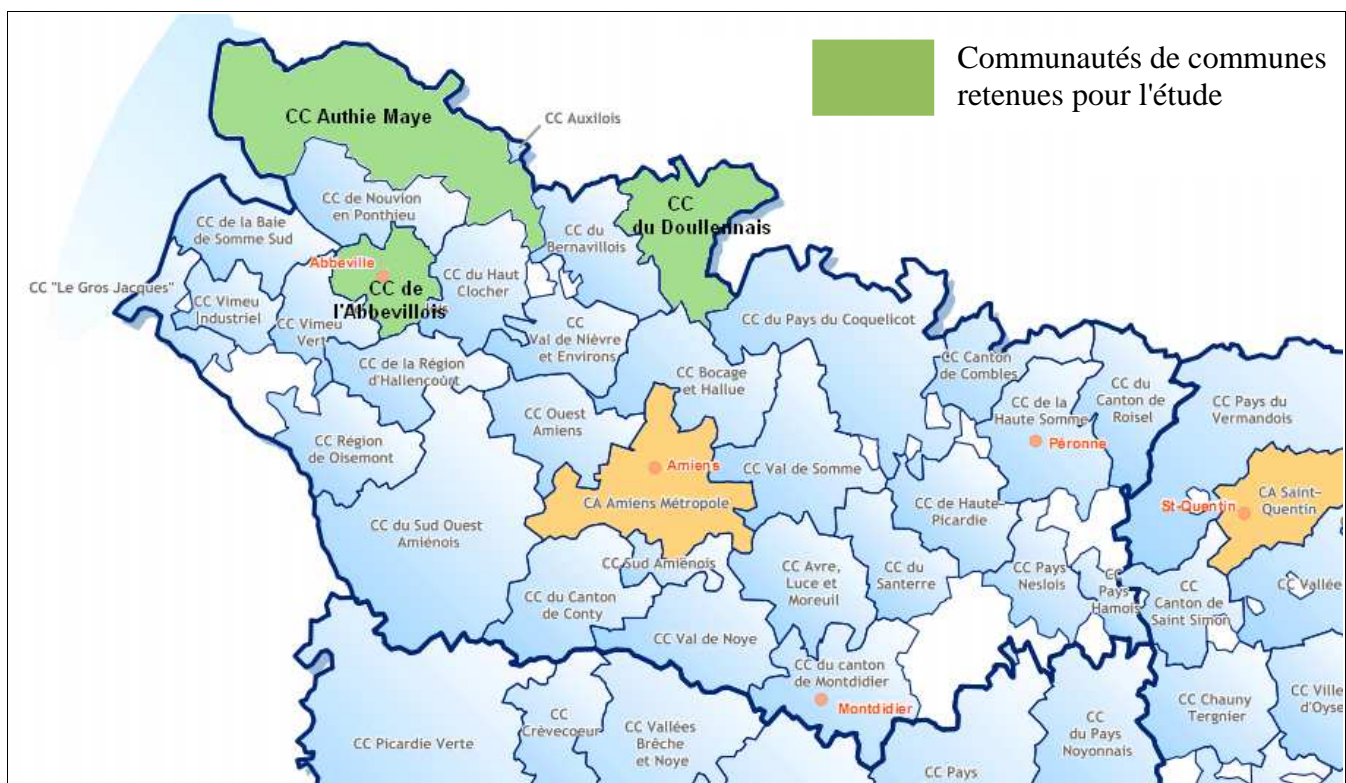 Communautés de communes
retenues pour l'étude
CC Authie Maye
CC Auxilois
CC de Nouvion
en Ponthieu
CC
du Doullennais
CC de la Baie
de Somme Sud
CC du
Bernavillois
Abbeville
CC du Haut
Clocher
CC "Le Gros Jacques"
CC de
l'Abbevillois
CC Vimeu
Industriel
CC Vimeu
Vert
CC
Val de Nièvre
et Environs
CC du Pays du Coquelicot
CC de la Région
d'Hallencourt
CC Bocage
et Hallue
CC Canton
de Combles
CC du
Canton de
Roisel
CC de la
Haute Somme
CC Pays du
Vermandois
CC Ouest
Amiens
Péronne
CC Région
de Oisemont
Amiens
CC Val de Somme
CA Amiens Métropole
CC de Haute-
Picardie
St-Quentin
CA Saint-
Quentin
CC du Sud Ouest
Amiénois
CC Sud Amiénois
CC Avre,
Luce et
Moreuil
CC du
Santerre
CC Pays
Neslois
CC
Pays
Hamois
CC
Canton de
Saint Simon
CC Vallée
CC du Canton
de Conty
CC Val de Noye
CC du canton
de Montdidier
Montdidier
CC Chauny
Tergnier
CC Ville
d'Oyse
CC Picardie Verte
CC
Crèvecoeur
CC Vallées
Brêche
et Noye
CC
du Pays
Noyonnais
CC Pays